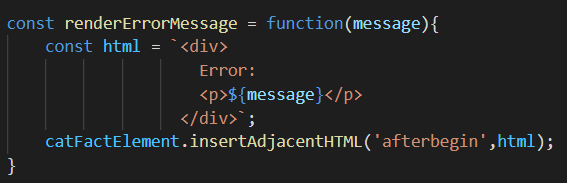 const renderErrorMessage = function(message){
    const html = `<div>
                    Error:
                    <p>${message}</p>
                  </div>`;
    catFactElement.insertAdjacentHTML('afterbegin',html);
}